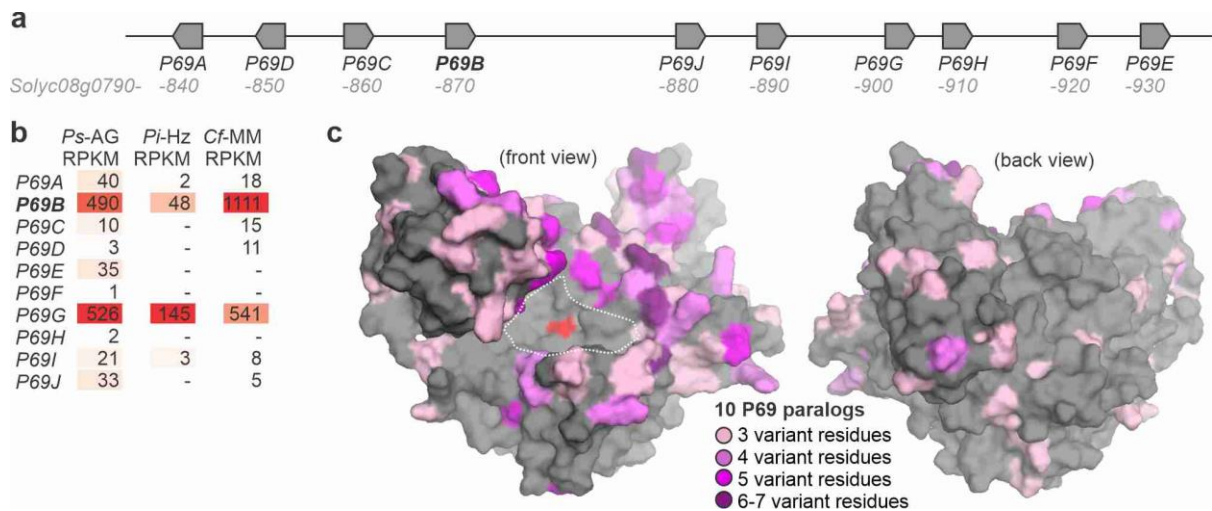 a
P69A P69D P69C P69B P69J P69I P69G P69H P69F P69E
Solyc08g0790- -840 -850 -860 -870 -880 -890 -900 -910 -920 -930
b
Ps-AG Pi-Hz Cf-MM
RPKM RPKM RPKM
P69A 40 2 18
P69B 490 48 1111
P69C 10 - 15
P69D 3 - 11
P69E 35 - -
P69F 1 - -
P69G 526 145 541
P69H 2 - -
P69I 21 3 8
P69J 33 - 5
c
(front view)
(back view)
10 P69 paralogs
3 variant residues
4 variant residues
5 variant residues
6-7 variant residues